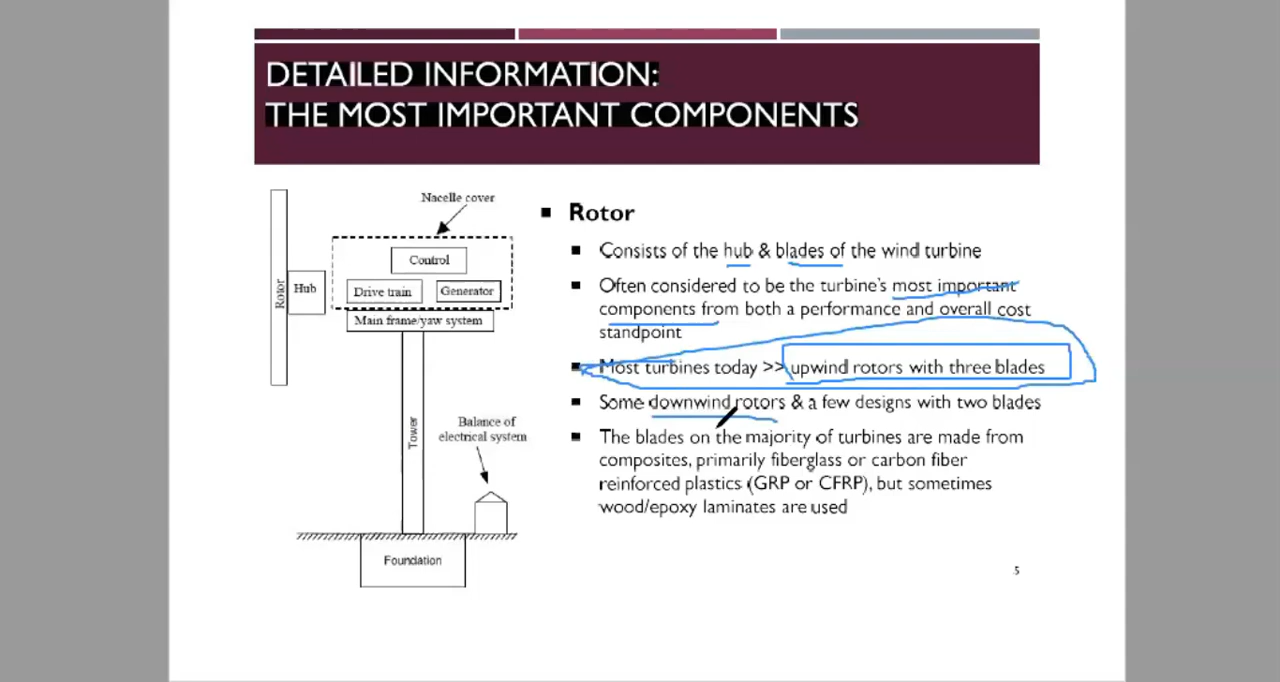 DETAILED INFORMATION:
THE MOST IMPORTANT COMPONENTS
Nacelle cover
Control
Rotor
Hub
Drive train
Generator
Main frame/yaw system
Tower
Balance of
electrical system
Foundation
Rotor
Consists of the hub & blades of the wind turbine
Often considered to be the turbine's most important
components from both a performance and overall cost
standpoint
Most turbines today >> upwind rotors with three blades
Some downwind rotors & a few designs with two blades
The blades on the majority of turbines are made from
composites, primarily fiberglass or carbon fiber
reinforced plastics (GRP or CFRP), but sometimes
wood/epoxy laminates are used
5